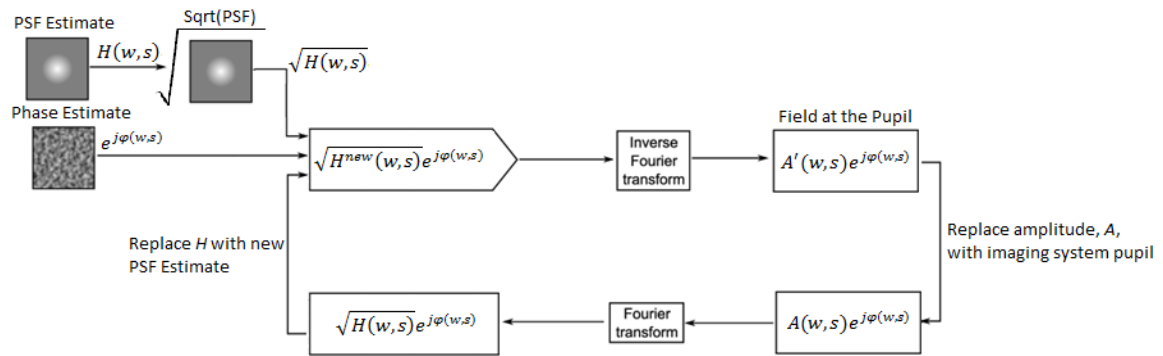 PSF Estimate
H(w,s)
Sqrt(PSF)
√H(w,s)
Phase Estimate
e^{jφ(w,s)}
√H^{new}(w,s)e^{jφ(w,s)}
Inverse
Fourier
transform
Field at the Pupil
A′(w,s)e^{jφ(w,s)}
Replace amplitude, A,
with imaging system pupil
A(w,s)e^{jφ(w,s)}
Fourier
transform
√H(w,s)e^{jφ(w,s)}
Replace H with new
PSF Estimate